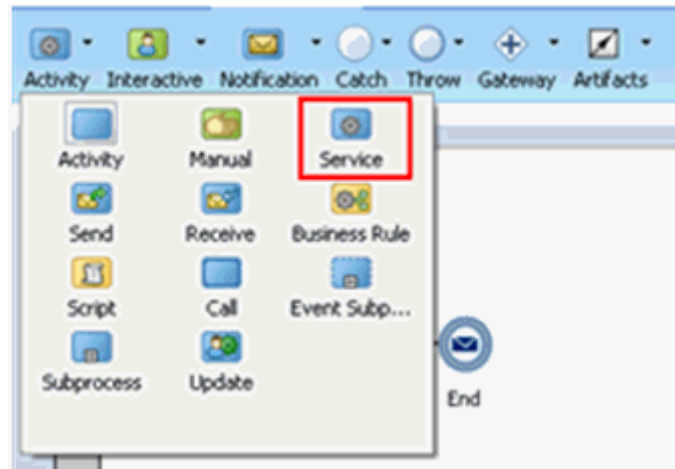 Activity Interactive Notification Catch Throw Gateway Artifacts
Activity Manual Service
Send Receive Business Rule
Script Call Event Subp...
Subprocess Update
End